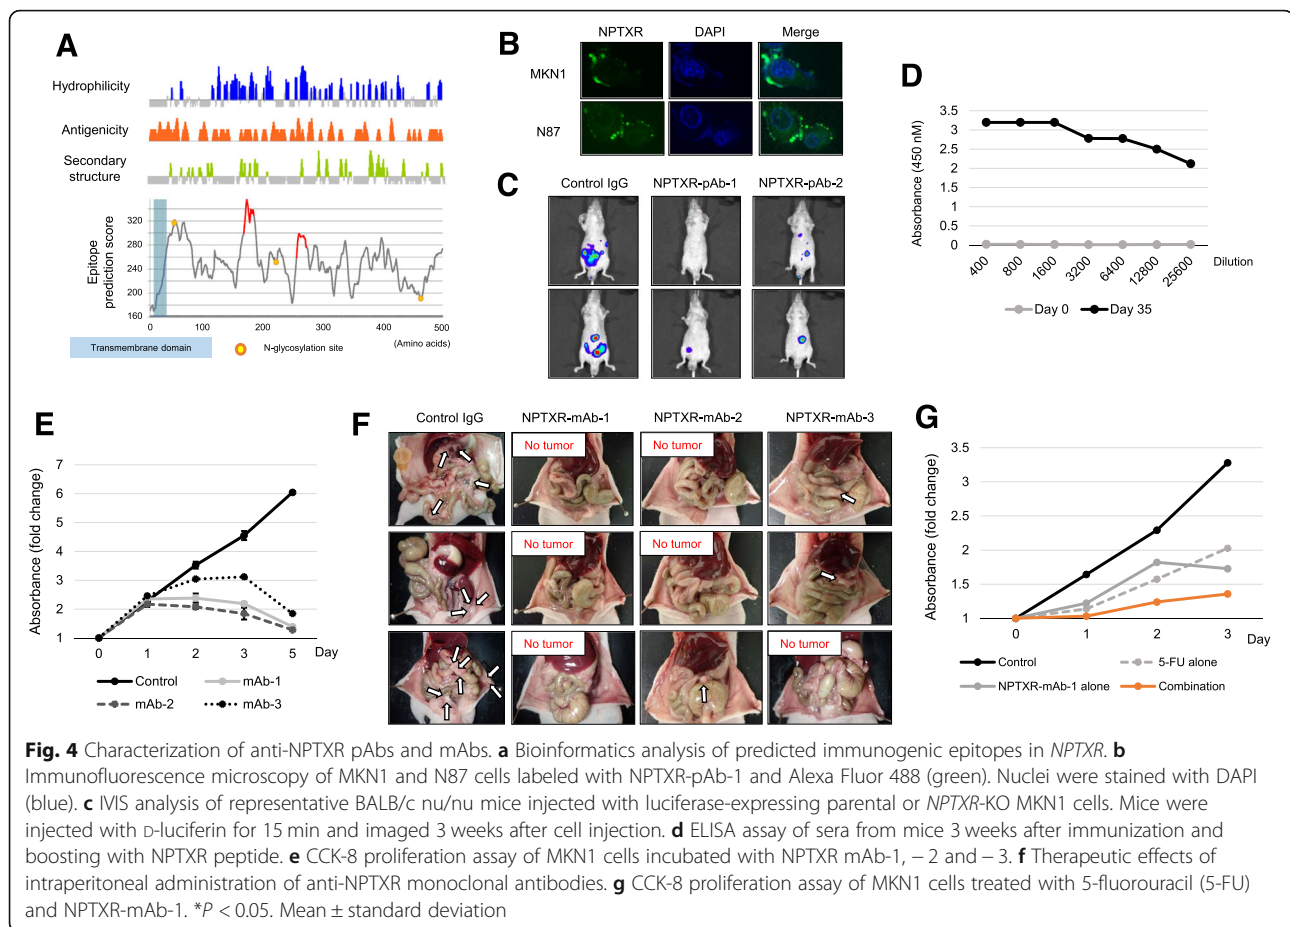 A
Hydrophilicity
Antigenicity
Secondary
structure
Epitope
prediction score
320
280
240
200
160
0
100
200
300
400
500
(Amino acids)
Transmembrane domain
N-glycosylation site
B
NPTXR
DAPI
Merge
MKN1
N87
C
Control IgG
NPTXR-pAb-1
NPTXR-pAb-2
D
Absorbance (450 nM)
3.5
3
2.5
2
1.5
1
0.5
0
400
800
1600
3200
6400
12800
25600
Dilution
Day 0
Day 35
E
Absorbance (fold change)
7
6
5
4
3
2
1
0
1
2
3
5
Day
Control
mAb-1
mAb-2
mAb-3
F
Control IgG
NPTXR-mAb-1
NPTXR-mAb-2
NPTXR-mAb-3
No tumor
No tumor
No tumor
No tumor
No tumor
No tumor
G
Absorbance (fold change)
3.5
3
2.5
2
1.5
1
0
1
2
3
Day
Control
5-FU alone
NPTXR-mAb-1 alone
Combination
Fig. 4 Characterization of anti-NPTXR pAbs and mAbs. a Bioinformatics analysis of predicted immunogenic epitopes in NPTXR. b
Immunofluorescence microscopy of MKN1 and N87 cells labeled with NPTXR-pAb-1 and Alexa Fluor 488 (green). Nuclei were stained with DAPI
(blue). c IVIS analysis of representative BALB/c nu/nu mice injected with luciferase-expressing parental or NPTXR-KO MKN1 cells. Mice were
injected with D-luciferin for 15 min and imaged 3 weeks after cell injection. d ELISA assay of sera from mice 3 weeks after immunization and
boosting with NPTXR peptide. e CCK-8 proliferation assay of MKN1 cells incubated with NPTXR mAb-1, − 2 and − 3. f Therapeutic effects of
intraperitoneal administration of anti-NPTXR monoclonal antibodies. g CCK-8 proliferation assay of MKN1 cells treated with 5-fluorouracil (5-FU)
and NPTXR-mAb-1. *P < 0.05. Mean ± standard deviation